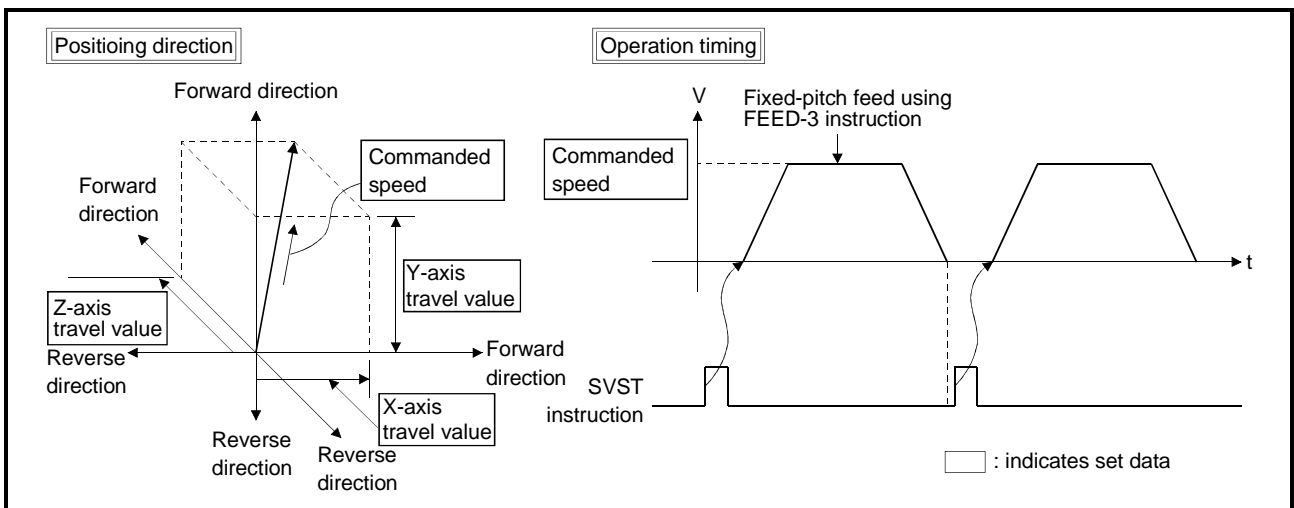 Positioing direction
Forward direction
Commanded
speed
Forward
direction
Y-axis
travel value
Z-axis
travel value
Reverse
direction
Forward
direction
X-axis
travel value
Reverse
direction
Reverse
direction
Operation timing
V
Fixed-pitch feed using
FEED-3 instruction
Commanded
speed
t
SVST
instruction
: indicates set data